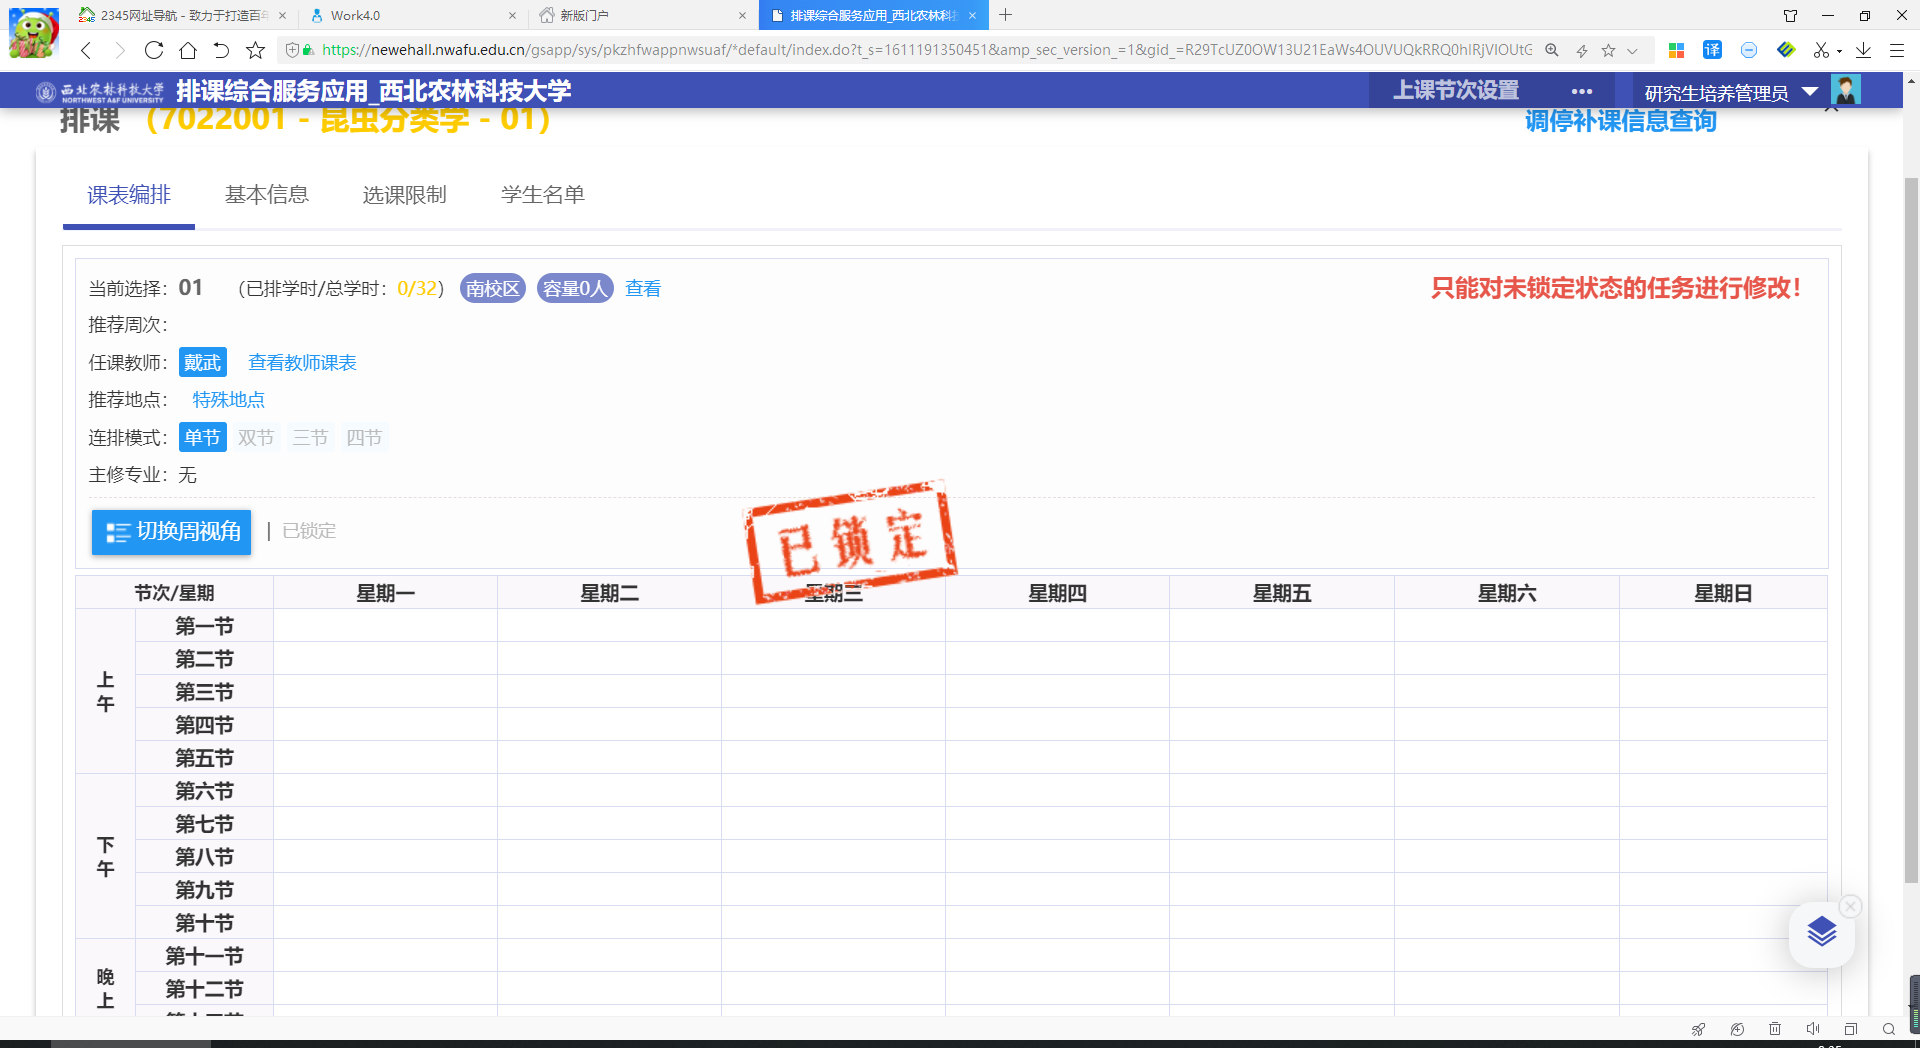 2345网址导航 - 致力于打造百年
Work4.0
新版门户
排课综合服务应用_西北农林科技
https://newehall.nwafu.edu.cn/gsapp/sys/pkzhfwappnwsuaf/*default/index.do?t_s=1611191350451&amp_sec_version_=1&gid_=R29TcUZ0OW13U21EaWs4OUVUQkRRQ0hIRjVIOUtG
译
西北农林科技大学
NORTHWEST A&F UNIVERSITY
排课综合服务应用_西北农林科技大学
上课节次设置
•••
研究生培养管理员
排课 (7022001 - 昆虫分类学 - 01)
调停补课信息查询
课表编排 基本信息 选课限制 学生名单
当前选择: 01 (已排学时/总学时: 0/32) 南校区 容量0人 查看
只能对未锁定状态的任务进行修改!
推荐周次:
任课教师: 戴武 查看教师课表
推荐地点: 特殊地点
连排模式: 单节 双节 三节 四节
主修专业: 无
切换周视角 | 已锁定
已锁定
节次/星期 星期一 星期二 星期三 星期四 星期五 星期六 星期日
上午
第一节
第二节
第三节
第四节
第五节
下午
第六节
第七节
第八节
第九节
第十节
晚上
第十一节
第十二节